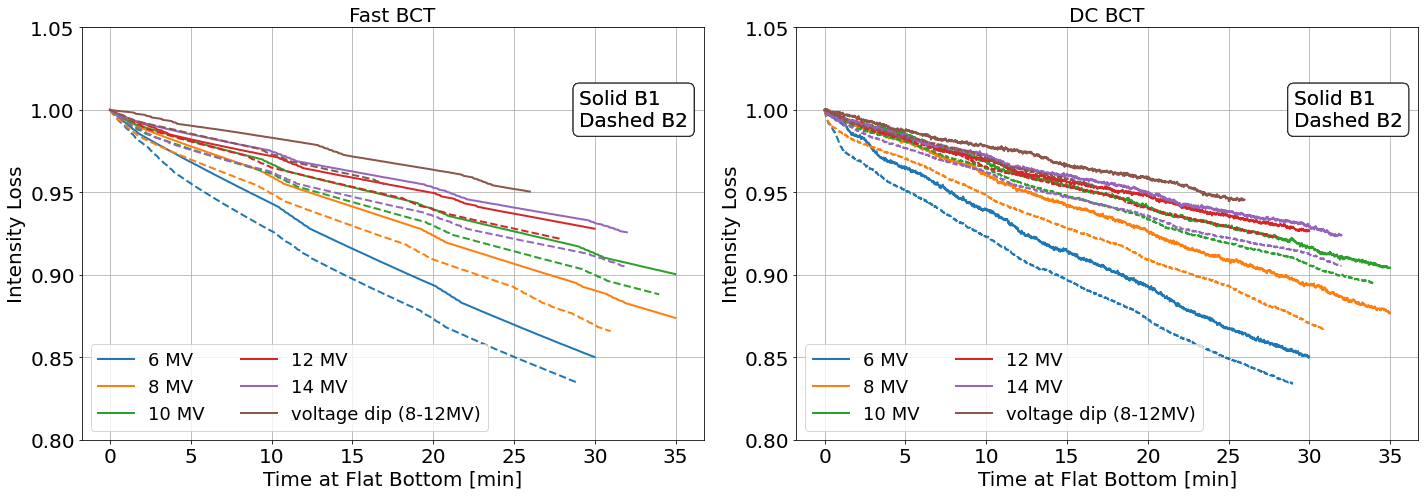 Fast BCT
1.05
1.00
0.95
0.90
0.85
0.80
Intensity Loss
Solid B1
Dashed B2
6 MV
8 MV
10 MV
12 MV
14 MV
voltage dip (8-12MV)
0 5 10 15 20 25 30 35
Time at Flat Bottom [min]
DC BCT
1.05
1.00
0.95
0.90
0.85
0.80
Intensity Loss
Solid B1
Dashed B2
6 MV
8 MV
10 MV
12 MV
14 MV
voltage dip (8-12MV)
0 5 10 15 20 25 30 35
Time at Flat Bottom [min]